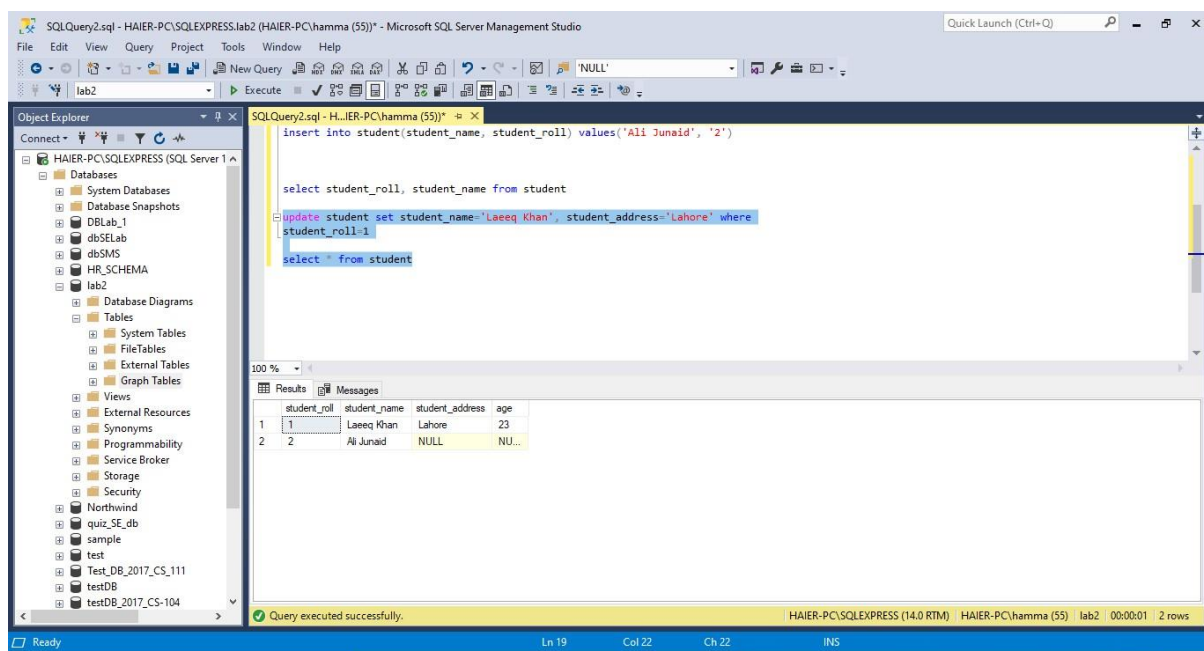 SQLQuery2.sql - HAIER-PC\SQLEXPRESS.lab2 (HAIER-PC\hamma (55))* - Microsoft SQL Server Management Studio
Quick Launch (Ctrl+Q)
File Edit View Query Project Tools Window Help
New Query 'NULL'
lab2 Execute
Object Explorer
Connect
HAIER-PC\SQLEXPRESS (SQL Server 1
Databases
System Databases
Database Snapshots
DBLab_1
dbSELab
dbSMS
HR_SCHEMA
lab2
Database Diagrams
Tables
System Tables
FileTables
External Tables
Graph Tables
Views
External Resources
Synonyms
Programmability
Service Broker
Storage
Security
Northwind
quiz_SE_db
sample
test
Test_DB_2017_CS_111
testDB
testDB_2017_CS-104
SQLQuery2.sql - H...IER-PC\hamma (55))*
insert into student(student_name, student_roll) values('Ali Junaid', '2')
select student_roll, student_name from student
update student set student_name='Laeeq Khan', student_address='Lahore' where
student_roll=1
select * from student
100 %
Results Messages
student_roll student_name student_address age
1 1 Laeeq Khan Lahore 23
2 2 Ali Junaid NULL NU...
Query executed successfully.
HAIER-PC\SQLEXPRESS (14.0 RTM) HAIER-PC\hamma (55) lab2 00:00:01 2 rows
Ready Ln 19 Col 22 Ch 22 INS